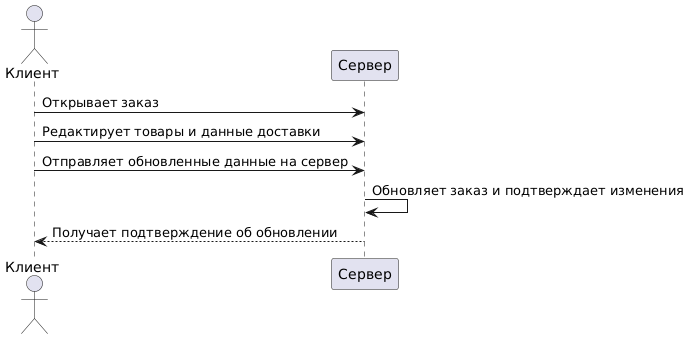 Клиент
Сервер
Открывает заказ
Редактирует товары и данные доставки
Отправляет обновленные данные на сервер
Обновляет заказ и подтверждает изменения
Получает подтверждение об обновлении
Клиент
Сервер